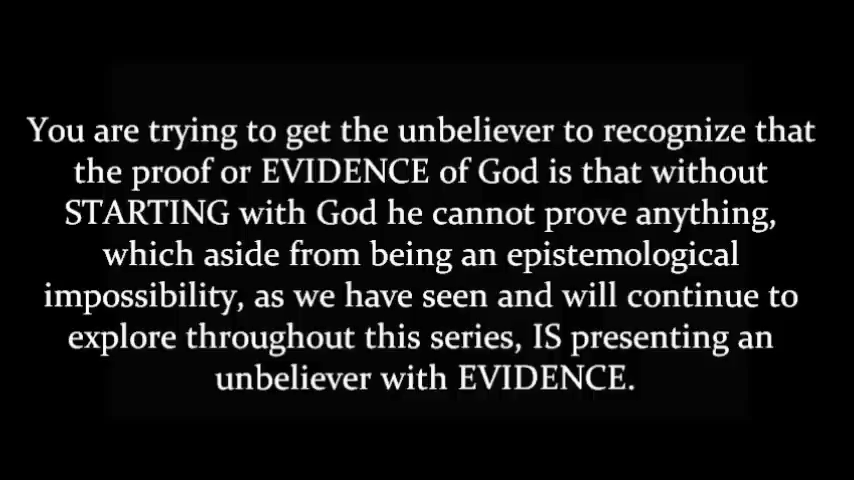 You are trying to get the unbeliever to recognize that
the proof or EVIDENCE of God is that without
STARTING with God he cannot prove anything,
which aside from being an epistemological
impossibility, as we have seen and will continue to
explore throughout this series, IS presenting an
unbeliever with EVIDENCE.